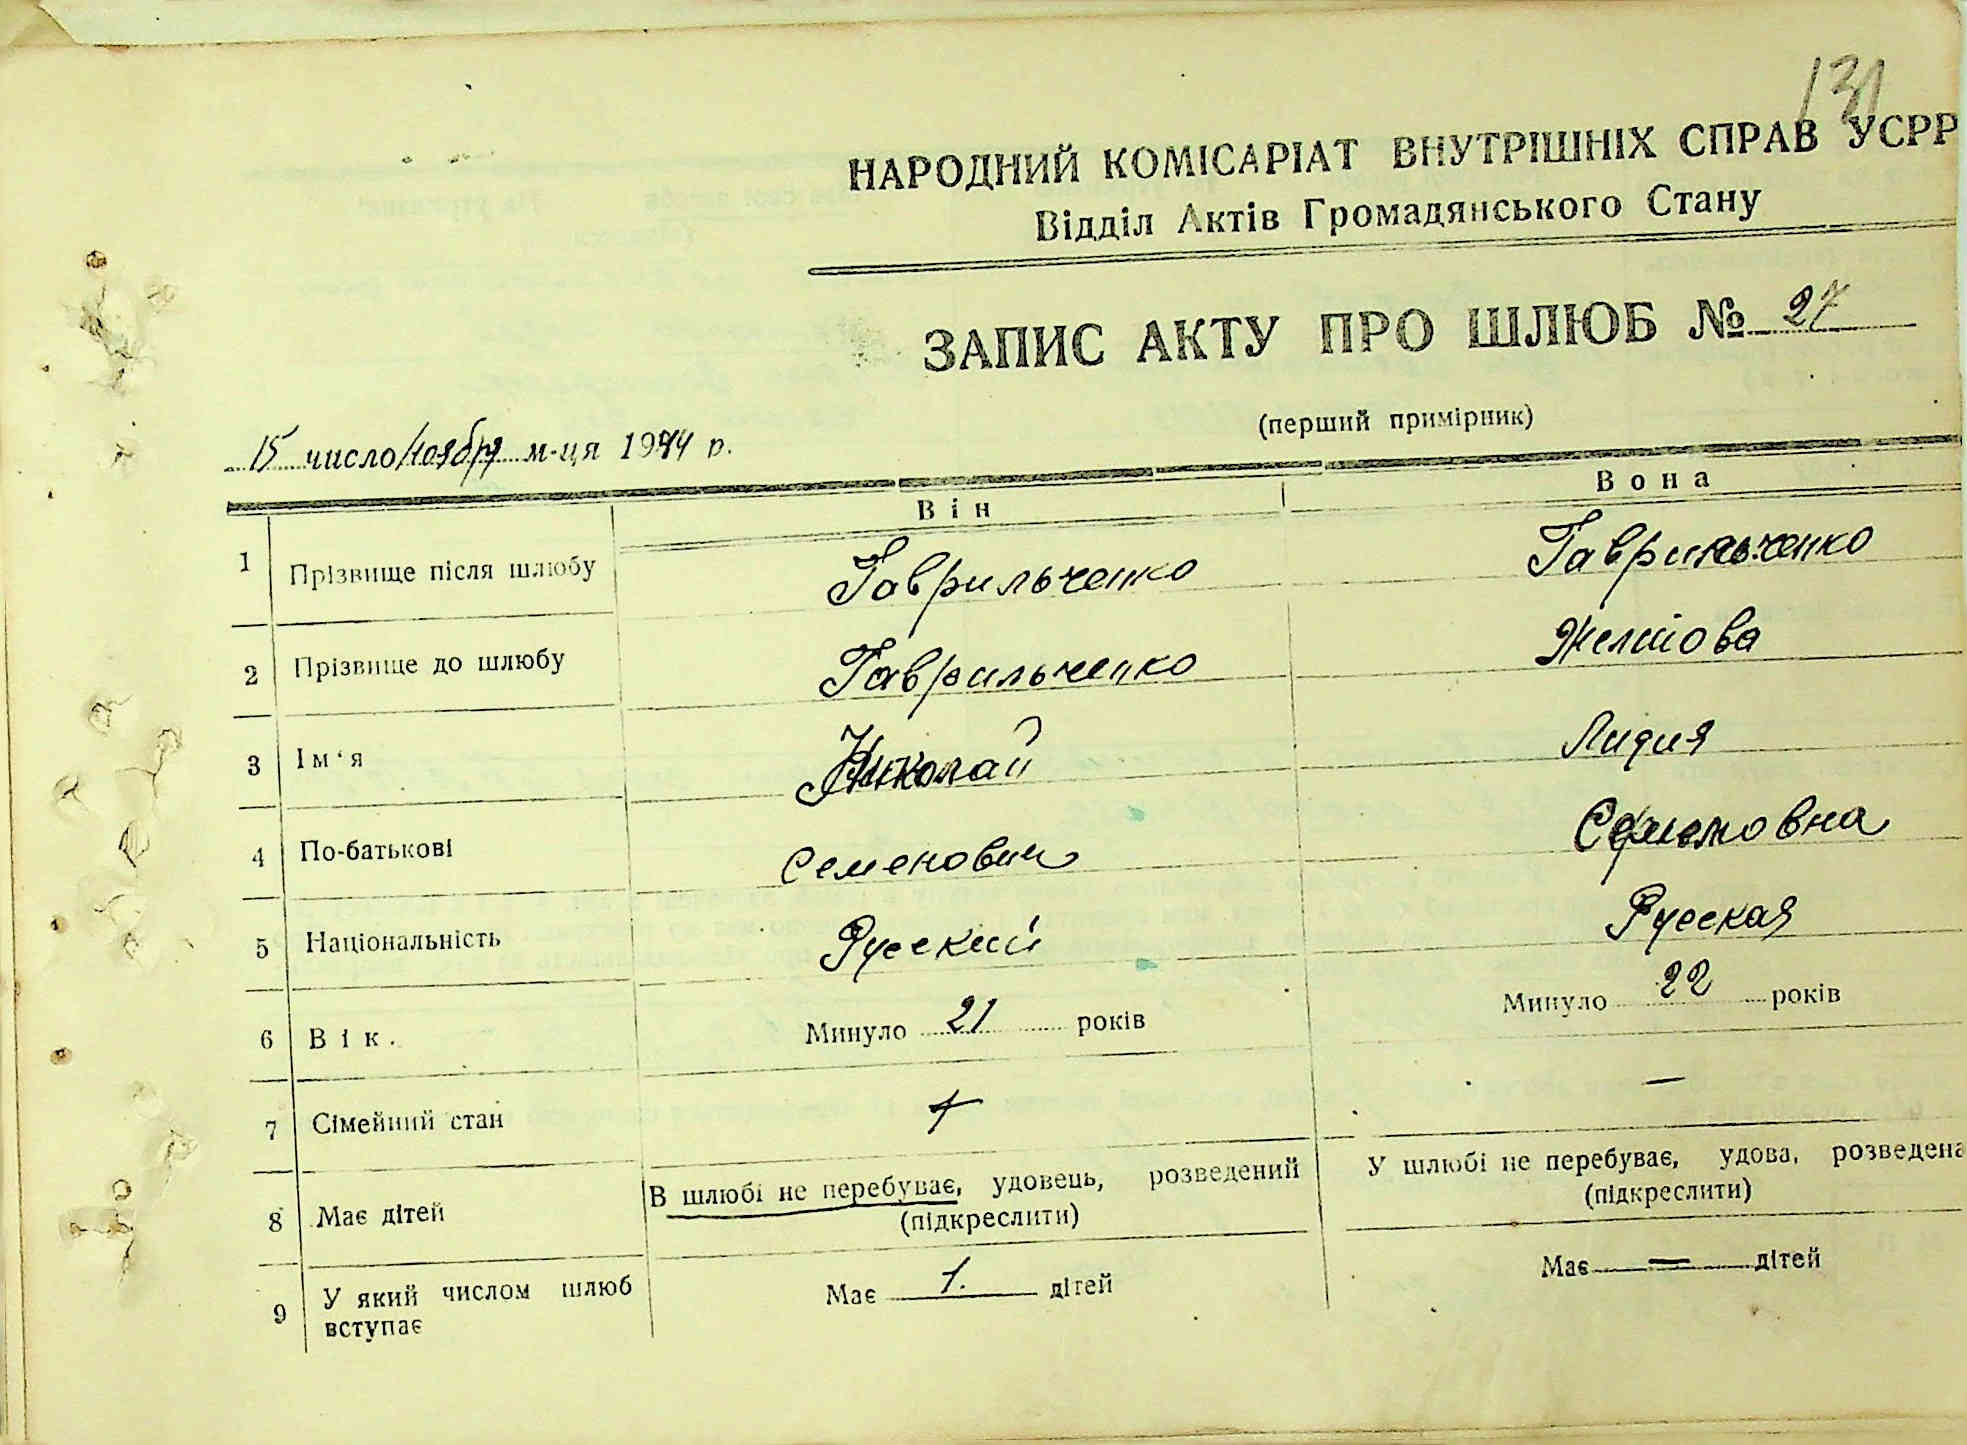 131
НАРОДНИЙ КОМІСАРІАТ ВНУТРІШНІХ СПРАВ УСРР
Відділ Актів Громадянського Стану
ЗАПИС АКТУ ПРО ШЛЮБ № 27
(перший примірник)
15 число Ноября м-ця 1944 р.
Він Вона
1 Прізвище після шлюбу Гаврильченко Гаврильченко
2 Прізвище до шлюбу Гаврильченко
3 Ім‘я Николай Лидия
4 По-батькові Семенович Семеновна
5 Національність Русский Русская
6 Вік. Минуло 21 років Минуло 22 років
7 Сімейний стан —
8 Має дітей В шлюбі не перебуває, удовець, розведений У шлюбі не перебуває, удова, розведена
(підкреслити) (підкреслити)
9 У який числом шлюб вступає Має 1. дітей Має — дітей